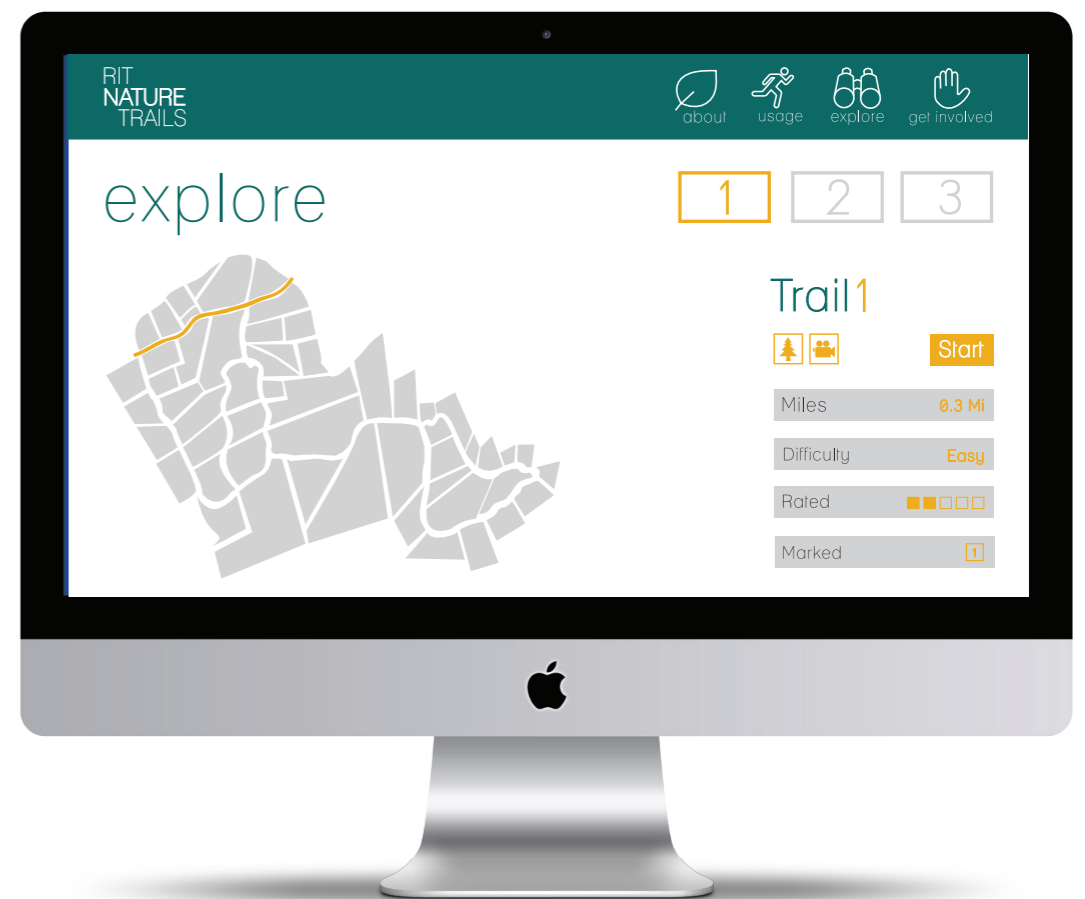 RIT
NATURE
TRAILS
about
usage
explore
get involved
explore
1
2
3
Trail1
Start
Miles 0.3 Mi
Difficulty Easy
Rated
Marked 1